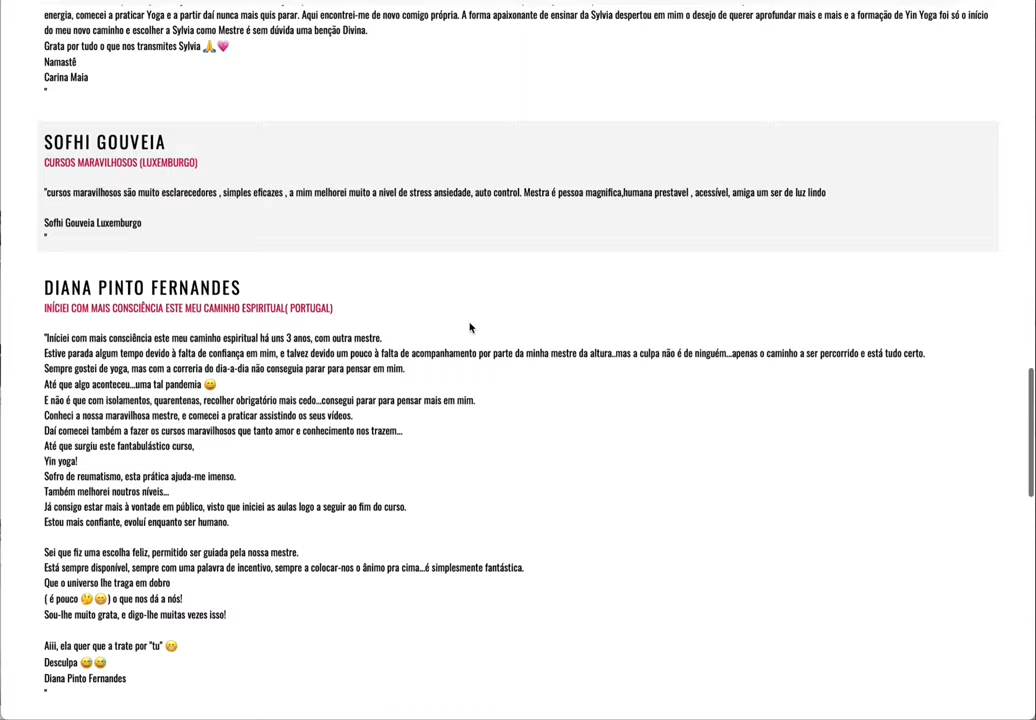 energia, comecei a praticar Yoga e a partir daí nunca mais quis parar. Aqui encontrei-me de novo comigo própria. A forma apaixonante de ensinar da Sylvia despertou em mim o desejo de querer aprofundar mais e mais e a formação de Yin Yoga foi só o início
do meu novo caminho e escolher a Sylvia como Mestre é sem dúvida uma benção Divina.
Grata por tudo o que nos transmites Sylvia 🙏💗
Namastê
Carina Maia
"
SOFHI GOUVEIA
CURSOS MARAVILHOSOS (LUXEMBURGO)
"cursos maravilhosos são muito esclarecedores , simples eficazes , a mim melhorei muito a nivel de stress ansiedade, auto control. Mestra é pessoa magnifica,humana prestavel , acessível, amiga um ser de luz lindo
Sofhi Gouveia Luxemburgo
"
DIANA PINTO FERNANDES
INÍCIEI COM MAIS CONSCIÊNCIA ESTE MEU CAMINHO ESPIRITUAL( PORTUGAL)
"Iníciei com mais consciência este meu caminho espiritual há uns 3 anos, com outra mestre.
Estive parada algum tempo devido à falta de confiança em mim, e talvez devido um pouco à falta de acompanhamento por parte da minha mestre da altura..mas a culpa não é de ninguém...apenas o caminho a ser percorrido e está tudo certo.
Sempre gostei de yoga, mas com a correria do dia-a-dia não conseguia parar para pensar em mim.
Até que algo aconteceu...uma tal pandemia 😄
E não é que com isolamentos, quarentenas, recolher obrigatório mais cedo...consegui parar para pensar mais em mim.
Conheci a nossa maravilhosa mestre, e comecei a praticar assistindo os seus vídeos.
Daí comecei também a fazer os cursos maravilhosos que tanto amor e conhecimento nos trazem...
Até que surgiu este fantabulástico curso,
Yin yoga!
Sofro de reumatismo, esta prática ajuda-me imenso.
Também melhorei noutros níveis...
Já consigo estar mais à vontade em público, visto que iniciei as aulas logo a seguir ao fim do curso.
Estou mais confiante, evoluí enquanto ser humano.
Sei que fiz uma escolha feliz, permitido ser guiada pela nossa mestre.
Está sempre disponível, sempre com uma palavra de incentivo, sempre a colocar-nos o ânimo pra cima...é simplesmente fantástica.
Que o universo lhe traga em dobro
( é pouco 🤔😁) o que nos dá a nós!
Sou-lhe muito grata, e digo-lhe muitas vezes isso!
Aiii, ela quer que a trate por "tu" 😁
Desculpa 😅😅
Diana Pinto Fernandes
"